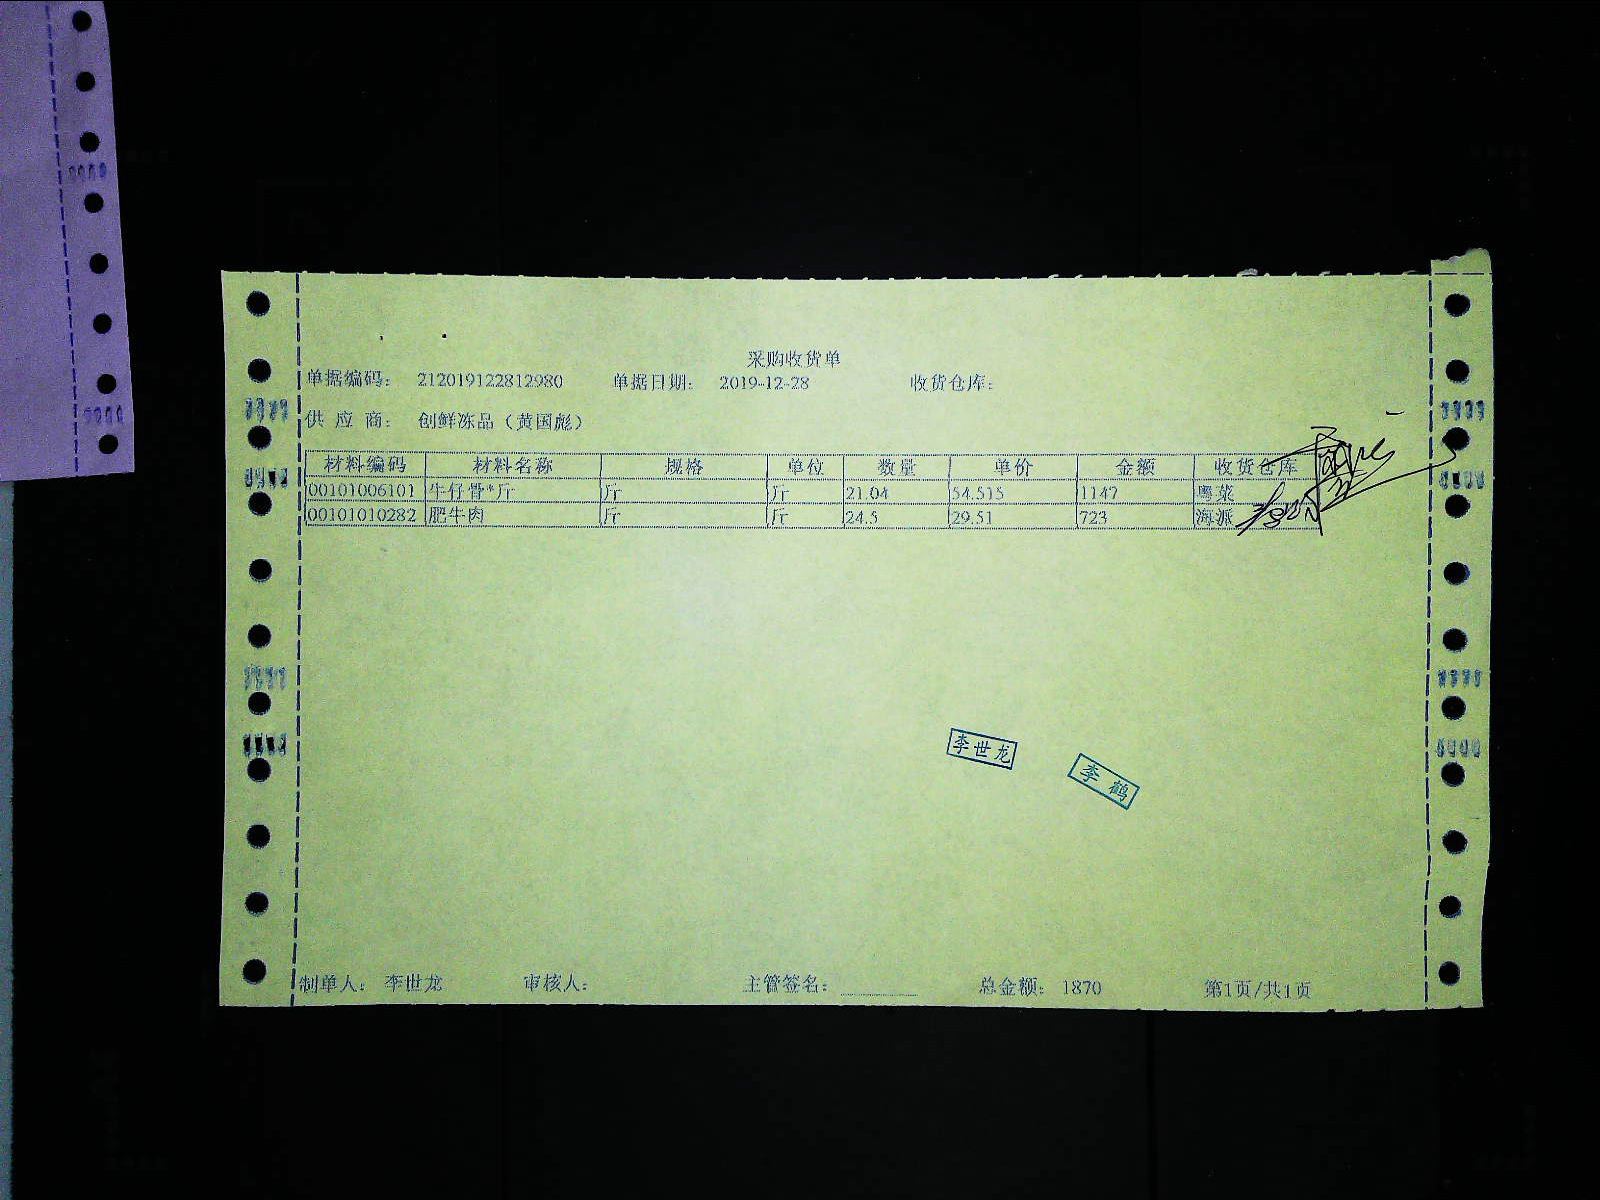 采购收货单
单据编码： 212019122812980 单据日期： 2019-12-28 收货仓库：
供 应 商： 创鲜冻品（黄国彪）
材料编码 材料名称 规格 单位 数量 单价 金额 收货仓库
00101006101 牛仔骨*斤 斤 斤 21.04 54.515 1147 粤菜
00101010282 肥牛肉 斤 斤 24.5 29.51 723 海派
李世龙
李鹤
制单人： 李世龙 审核人： 主管签名： 总金额： 1870 第1页/共1页